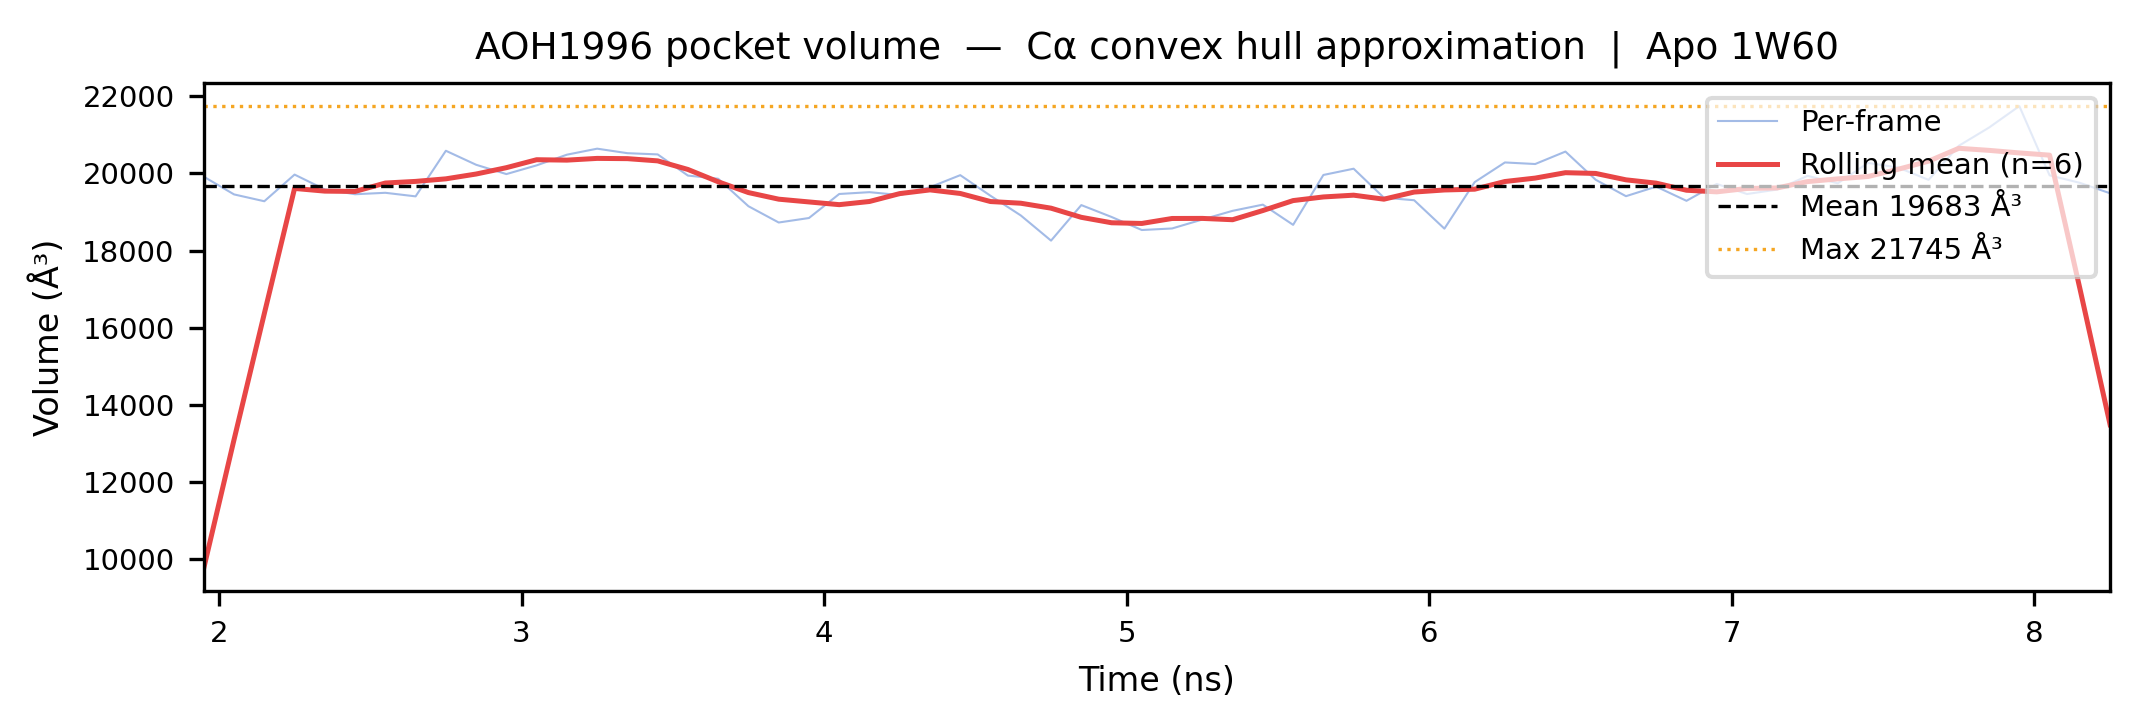 AOH1996 pocket volume — Cα convex hull approximation | Apo 1W60
Volume (Å³)
22000
20000
18000
16000
14000
12000
10000
Per-frame
Rolling mean (n=6)
Mean 19683 Å³
Max 21745 Å³
2 3 4 5 6 7 8
Time (ns)